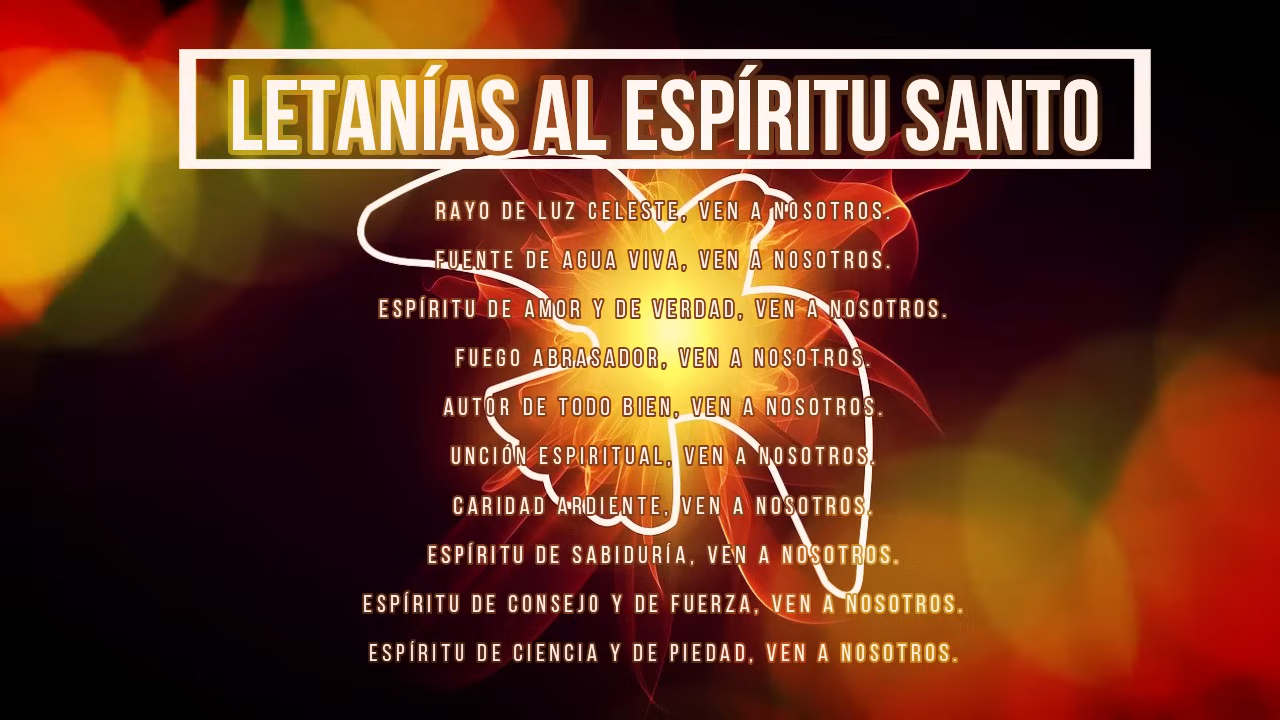 LETANÍAS AL ESPÍRITU SANTO
RAYO DE LUZ CELESTE, VEN A NOSOTROS.
FUENTE DE AGUA VIVA, VEN A NOSOTROS.
ESPÍRITU DE AMOR Y DE VERDAD, VEN A NOSOTROS.
FUEGO ABRASADOR, VEN A NOSOTROS.
AUTOR DE TODO BIEN, VEN A NOSOTROS.
UNCIÓN ESPIRITUAL, VEN A NOSOTROS.
CARIDAD ARDIENTE, VEN A NOSOTROS.
ESPÍRITU DE SABIDURÍA, VEN A NOSOTROS.
ESPÍRITU DE CONSEJO Y DE FUERZA, VEN A NOSOTROS.
ESPÍRITU DE CIENCIA Y DE PIEDAD, VEN A NOSOTROS.